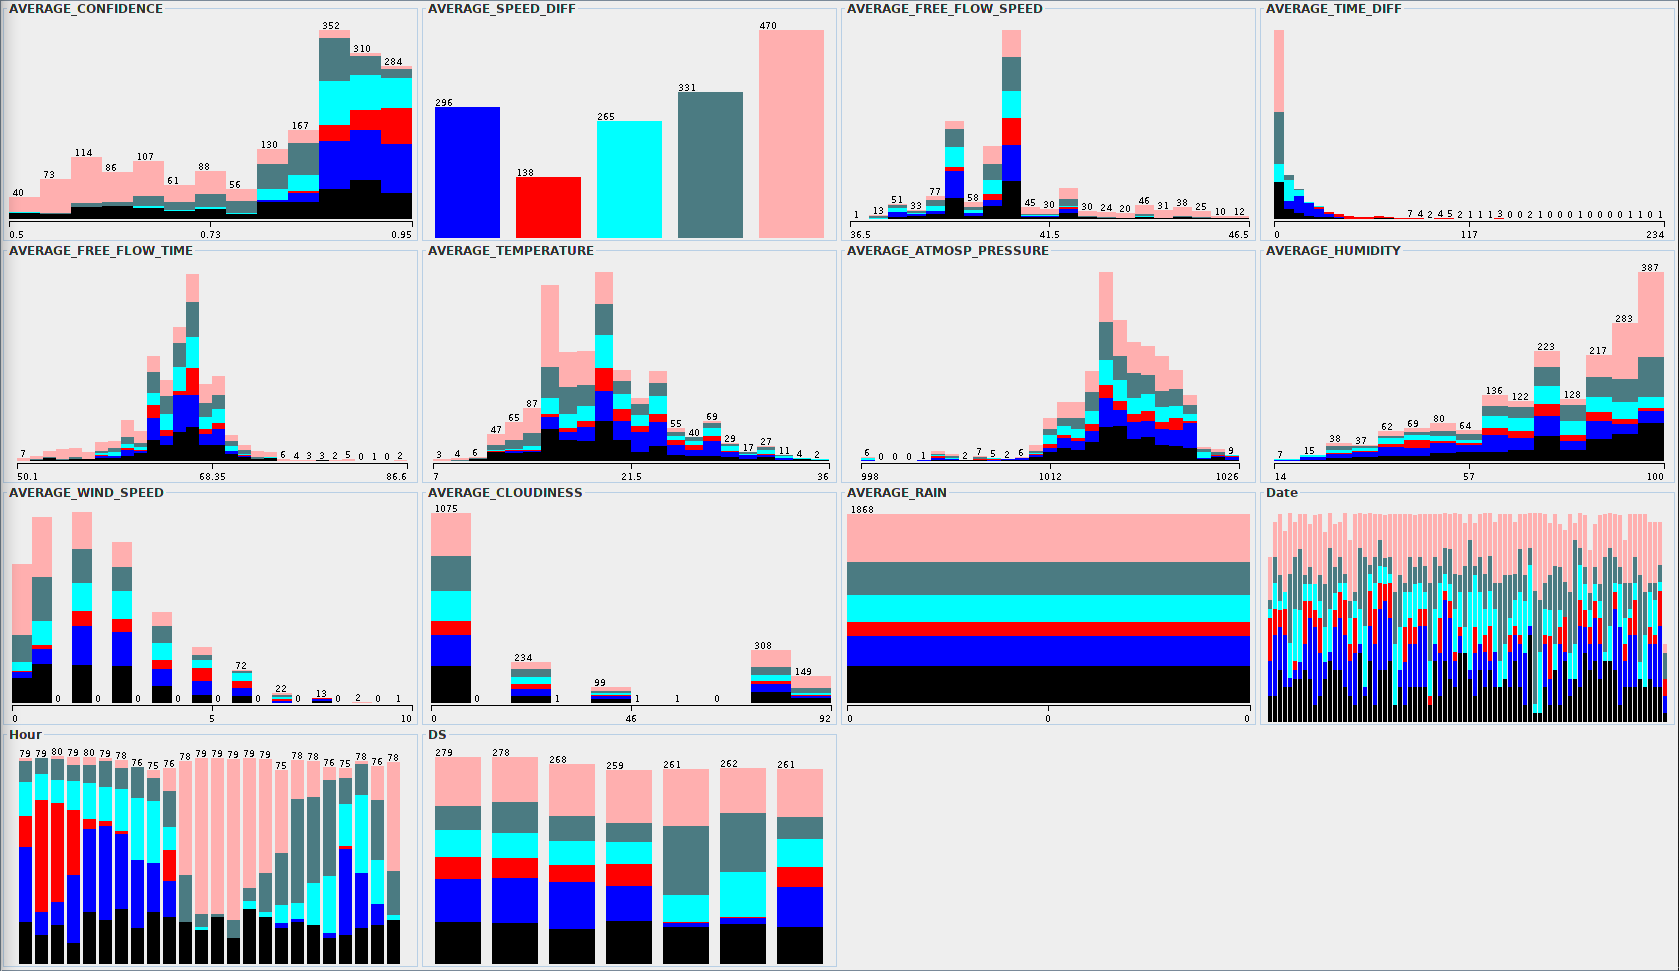 AVERAGE_CONFIDENCE
40 73 114 86 107 61 88 56 130 167 352 310 284
0.5 0.73 0.95
AVERAGE_SPEED_DIFF
296 138 265 331 470
AVERAGE_FREE_FLOW_SPEED
1 13 51 33 77 58 45 30 30 24 20 46 31 38 25 10 12
36.5 41.5 46.5
AVERAGE_TIME_DIFF
7 4 2 4 5 2 1 1 1 3 0 0 2 1 0 0 0 1 0 0 0 0 0 1 1 0 1
0 117 234
AVERAGE_FREE_FLOW_TIME
7 6 4 3 3 2 5 0 1 0 2
50.1 68.35 86.6
AVERAGE_TEMPERATURE
3 4 6 47 65 87 55 40 69 29 17 27 11 4 2
7 21.5 36
AVERAGE_ATMOSP_PRESSURE
6 0 0 0 1 2 7 5 2 6 9
998 1012 1026
AVERAGE_HUMIDITY
7 15 38 37 62 69 80 64 136 122 223 128 217 283 387
14 57 100
AVERAGE_WIND_SPEED
0 0 0 0 0 72 0 22 0 13 0 2 0 1
0 5 10
AVERAGE_CLOUDINESS
1075 0 234 1 99 1 1 0 308 149
0 46 92
AVERAGE_RAIN
1868
0 0 0
Date
Hour
79 79 80 79 80 79 78 76 75 76 78 79 79 79 79 79 75 78 78 76 75 78 76 78
DS
279 278 268 259 261 262 261